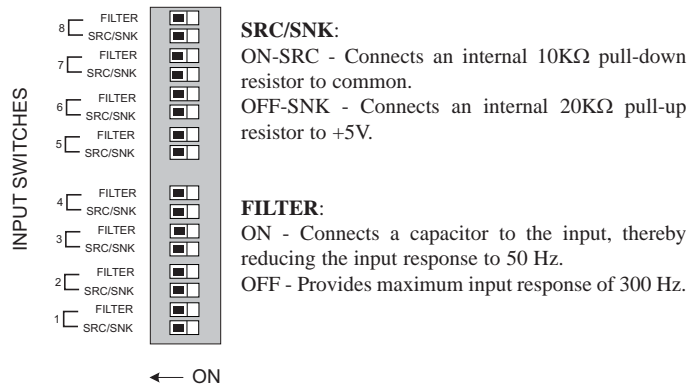 INPUT SWITCHES
8 FILTER
SRC/SNK
7 FILTER
SRC/SNK
6 FILTER
SRC/SNK
5 FILTER
SRC/SNK
4 FILTER
SRC/SNK
3 FILTER
SRC/SNK
2 FILTER
SRC/SNK
1 FILTER
SRC/SNK
ON
SRC/SNK:
ON-SRC - Connects an internal 10KΩ pull-down
resistor to common.
OFF-SNK - Connects an internal 20KΩ pull-up
resistor to +5V.
FILTER:
ON - Connects a capacitor to the input, thereby
reducing the input response to 50 Hz.
OFF - Provides maximum input response of 300 Hz.